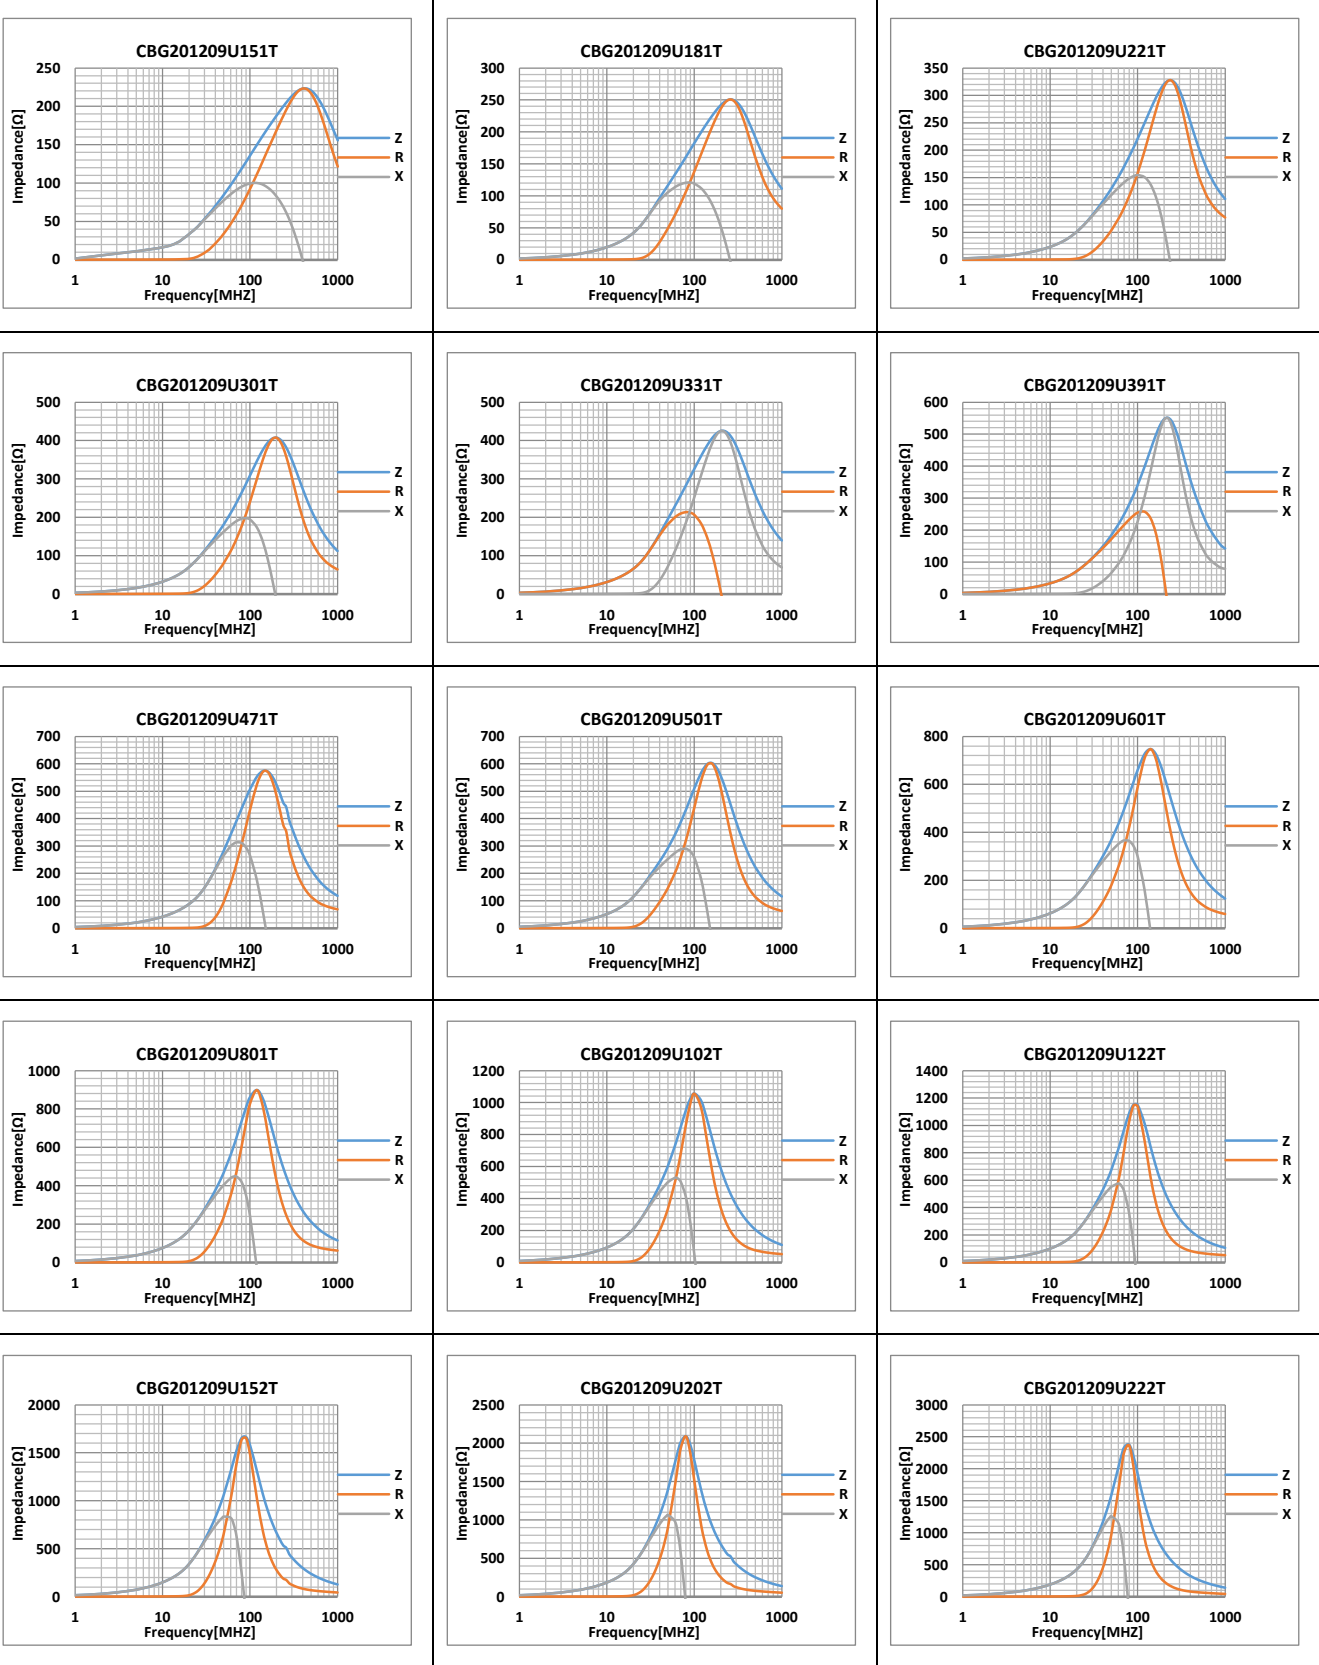 CBG201209U151T
Impedance[Ω]
250
200
150
100
50
0
1 10 100 1000
Frequency[MHZ]
Z
R
X
CBG201209U181T
Impedance[Ω]
300
250
200
150
100
50
0
1 10 100 1000
Frequency[MHZ]
Z
R
X
CBG201209U221T
Impedance[Ω]
350
300
250
200
150
100
50
0
1 10 100 1000
Frequency[MHZ]
Z
R
X
CBG201209U301T
Impedance[Ω]
500
400
300
200
100
0
1 10 100 1000
Frequency[MHZ]
Z
R
X
CBG201209U331T
Impedance[Ω]
500
400
300
200
100
0
1 10 100 1000
Frequency[MHZ]
Z
R
X
CBG201209U391T
Impedance[Ω]
600
500
400
300
200
100
0
1 10 100 1000
Frequency[MHZ]
Z
R
X
CBG201209U471T
Impedance[Ω]
700
600
500
400
300
200
100
0
1 10 100 1000
Frequency[MHZ]
Z
R
X
CBG201209U501T
Impedance[Ω]
700
600
500
400
300
200
100
0
1 10 100 1000
Frequency[MHZ]
Z
R
X
CBG201209U601T
Impedance[Ω]
800
600
400
200
0
1 10 100 1000
Frequency[MHZ]
Z
R
X
CBG201209U801T
Impedance[Ω]
1000
800
600
400
200
0
1 10 100 1000
Frequency[MHZ]
Z
R
X
CBG201209U102T
Impedance[Ω]
1200
1000
800
600
400
200
0
1 10 100 1000
Frequency[MHZ]
Z
R
X
CBG201209U122T
Impedance[Ω]
1400
1200
1000
800
600
400
200
0
1 10 100 1000
Frequency[MHZ]
Z
R
X
CBG201209U152T
Impedance[Ω]
2000
1500
1000
500
0
1 10 100 1000
Frequency[MHZ]
Z
R
X
CBG201209U202T
Impedance[Ω]
2500
2000
1500
1000
500
0
1 10 100 1000
Frequency[MHZ]
Z
R
X
CBG201209U222T
Impedance[Ω]
3000
2500
2000
1500
1000
500
0
1 10 100 1000
Frequency[MHZ]
Z
R
X